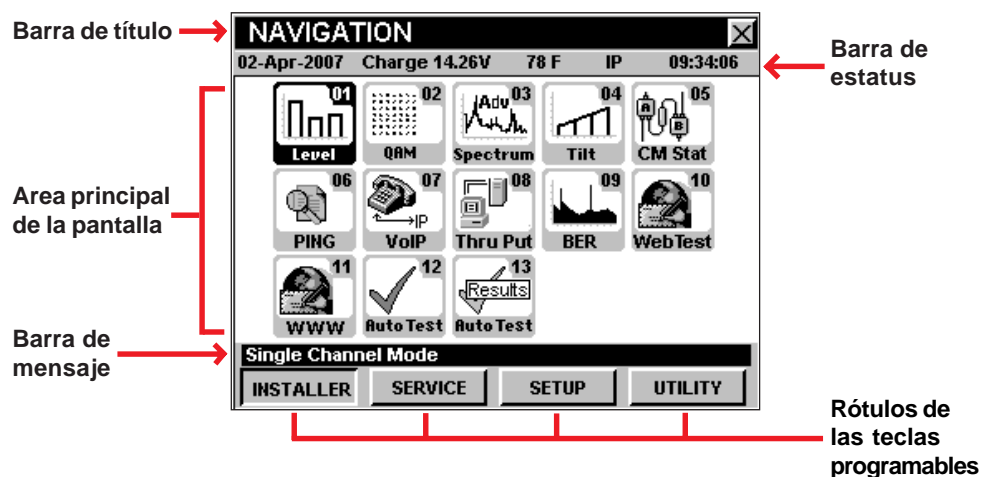 Barra de título
NAVIGATION
02-Apr-2007 Charge 14.26V 78 F IP 09:34:06
Barra de
estatus
01 02 03 04 05
Adv
Level QAM Spectrum Tilt CM Stat
A
B
Area principal
de la pantalla
06 07 08 09 10
IP
PING VoIP Thru Put BER WebTest
11 12 13
Results
WWW Auto Test Auto Test
Barra de
mensaje
Single Channel Mode
INSTALLER SERVICE SETUP UTILITY
Rótulos de
las teclas
programables